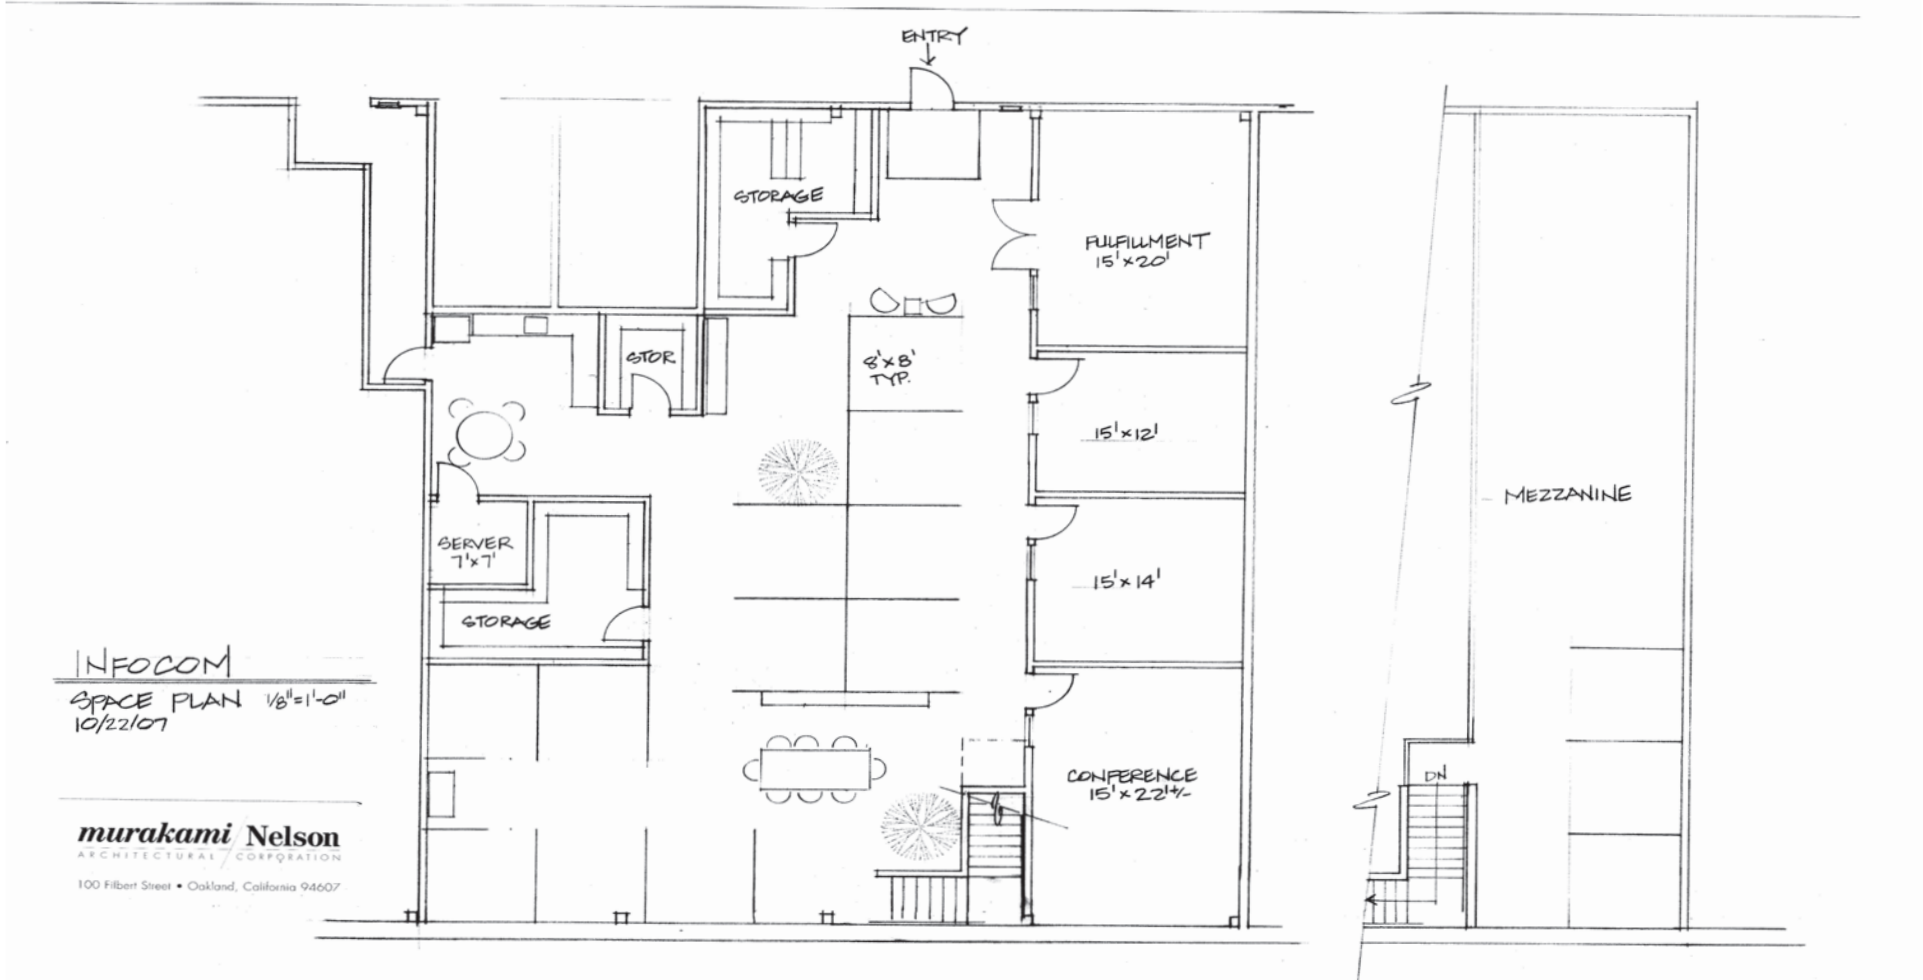 ENTRY
STORAGE
FULFILLMENT
15'x20'
STOR
8'x8'
TYP.
15'x12'
MEZZANINE
SERVER
7'x7'
15'x14'
STORAGE
INFOCOM
SPACE PLAN 1/8"=1'-0"
10/22/07
CONFERENCE
15'x22'+/-
DN
murakami/Nelson
ARCHITECTURAL CORPORATION
100 Filbert Street • Oakland, California 94607